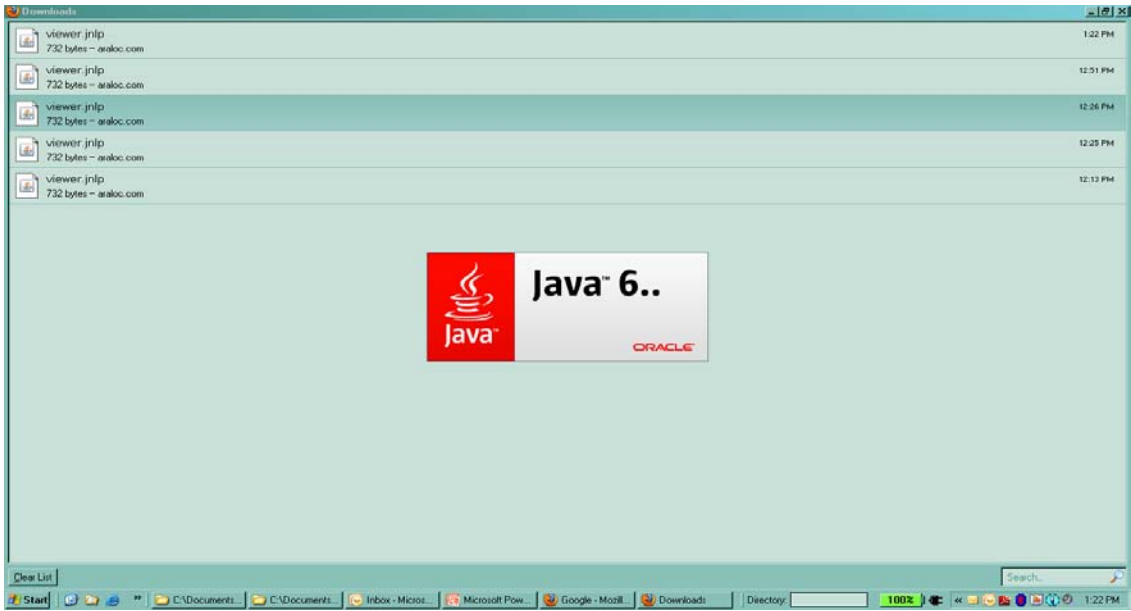 Downloads
viewer.jnlp
1:22 PM
732 bytes — araloc.com
viewer.jnlp
12:51 PM
732 bytes — araloc.com
viewer.jnlp
12:26 PM
732 bytes — araloc.com
viewer.jnlp
12:25 PM
732 bytes — araloc.com
viewer.jnlp
12:13 PM
732 bytes — araloc.com
Java™ 6..
Java™
ORACLE
Clear List
Search...
Start
»
C:\Documents...
C:\Documents...
Inbox - Micros...
Microsoft Pow...
Google - Mozill...
Downloads
Directory:
100%
«
1:22 PM